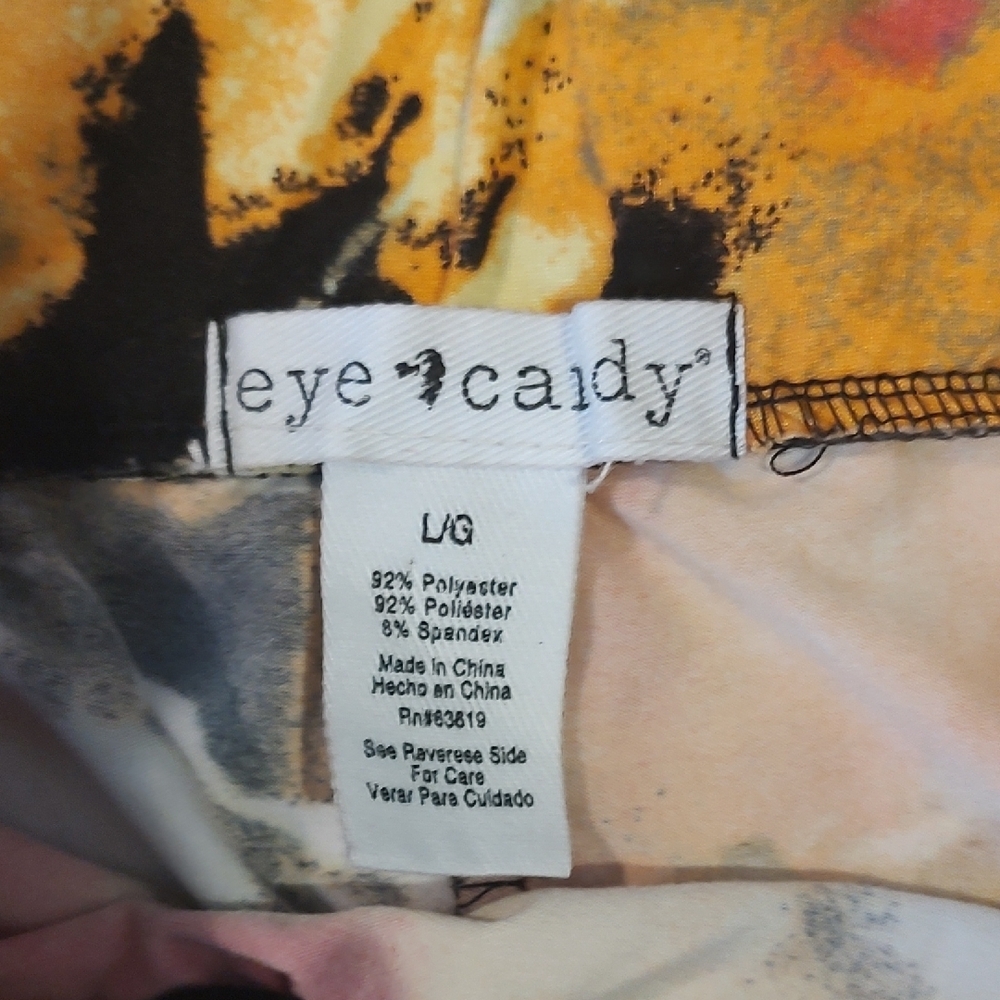 eye candy®
L/G
92% Polyester
92% Poliéster
8% Spandex
Made In China
Hecho en China
Rn#63619
See Reverese Side
For Care
Verar Para Cuidado